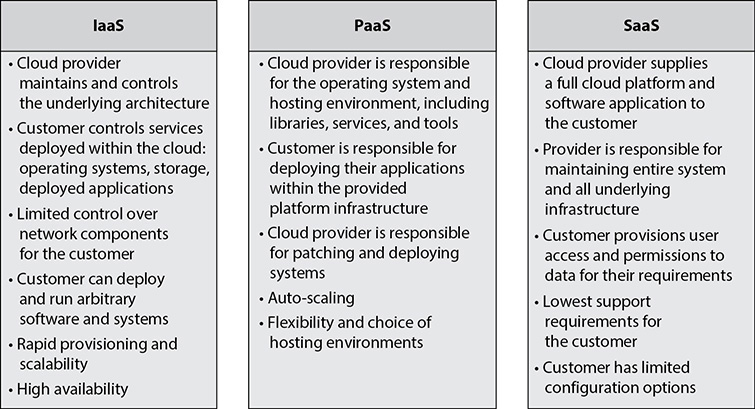 IaaS
• Cloud provider
maintains and controls
the underlying architecture
• Customer controls services
deployed within the cloud:
operating systems, storage,
deployed applications
• Limited control over
network components
for the customer
• Customer can deploy
and run arbitrary
software and systems
• Rapid provisioning and
scalability
• High availability
PaaS
• Cloud provider is responsible
for the operating system and
hosting environment, including
libraries, services, and tools
• Customer is responsible for
deploying their applications
within the provided
platform infrastructure
• Cloud provider is responsible
for patching and deploying
systems
• Auto-scaling
• Flexibility and choice of
hosting environments
SaaS
• Cloud provider supplies
a full cloud platform and
software application to
the customer
• Provider is responsible for
maintaining entire system
and all underlying
infrastructure
• Customer provisions user
access and permissions to
data for their requirements
• Lowest support
requirements for
the customer
• Customer has limited
configuration options